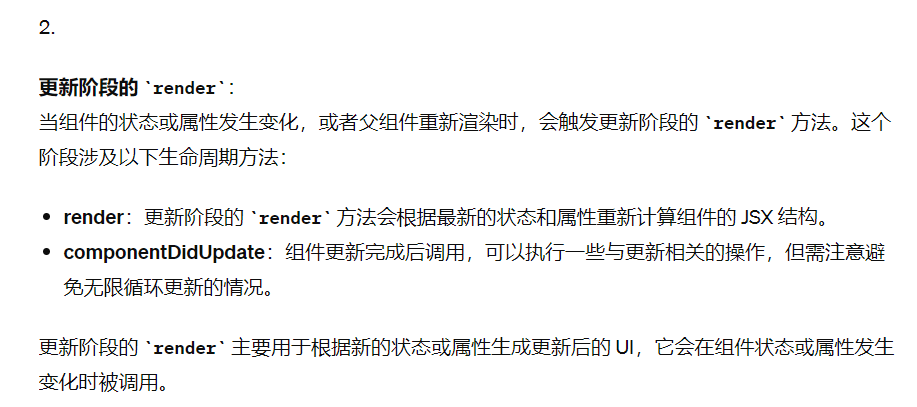 2.
更新阶段的 `render`：
当组件的状态或属性发生变化，或者父组件重新渲染时，会触发更新阶段的 `render` 方法。这个
阶段涉及以下生命周期方法：
• render：更新阶段的 `render` 方法会根据最新的状态和属性重新计算组件的 JSX 结构。
• componentDidUpdate：组件更新完成后调用，可以执行一些与更新相关的操作，但需注意避
免无限循环更新的情况。
更新阶段的 `render` 主要用于根据新的状态或属性生成更新后的 UI，它会在组件状态或属性发生
变化时被调用。